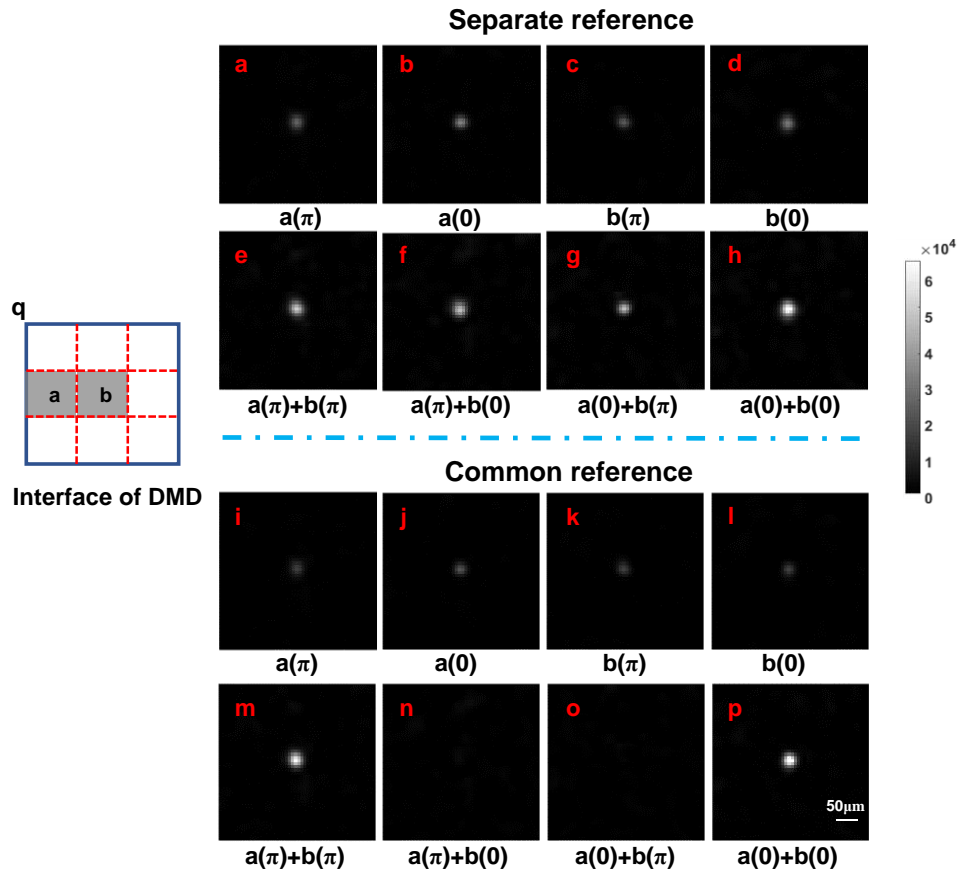 Separate reference
a b c d
a(π) a(0) b(π) b(0)
e f g h
a(π)+b(π) a(π)+b(0) a(0)+b(π) a(0)+b(0)
×10⁴
6
5
4
3
2
1
0
q
a b
Interface of DMD
Common reference
i j k l
a(π) a(0) b(π) b(0)
m n o p
50μm
a(π)+b(π) a(π)+b(0) a(0)+b(π) a(0)+b(0)